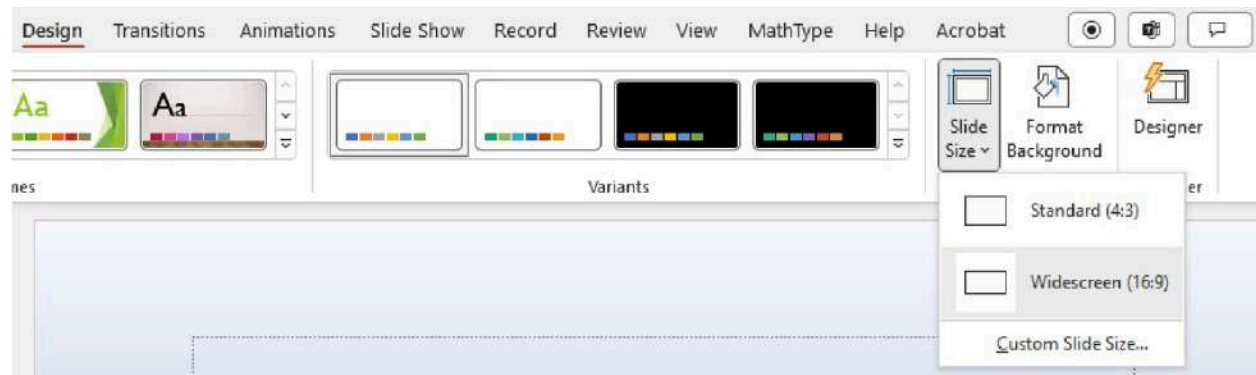 Design Transitions Animations Slide Show Record Review View MathType Help Acrobat
Aa Aa
Slide Size Format Background Designer
mes Variants er
Standard (4:3)
Widescreen (16:9)
Custom Slide Size...